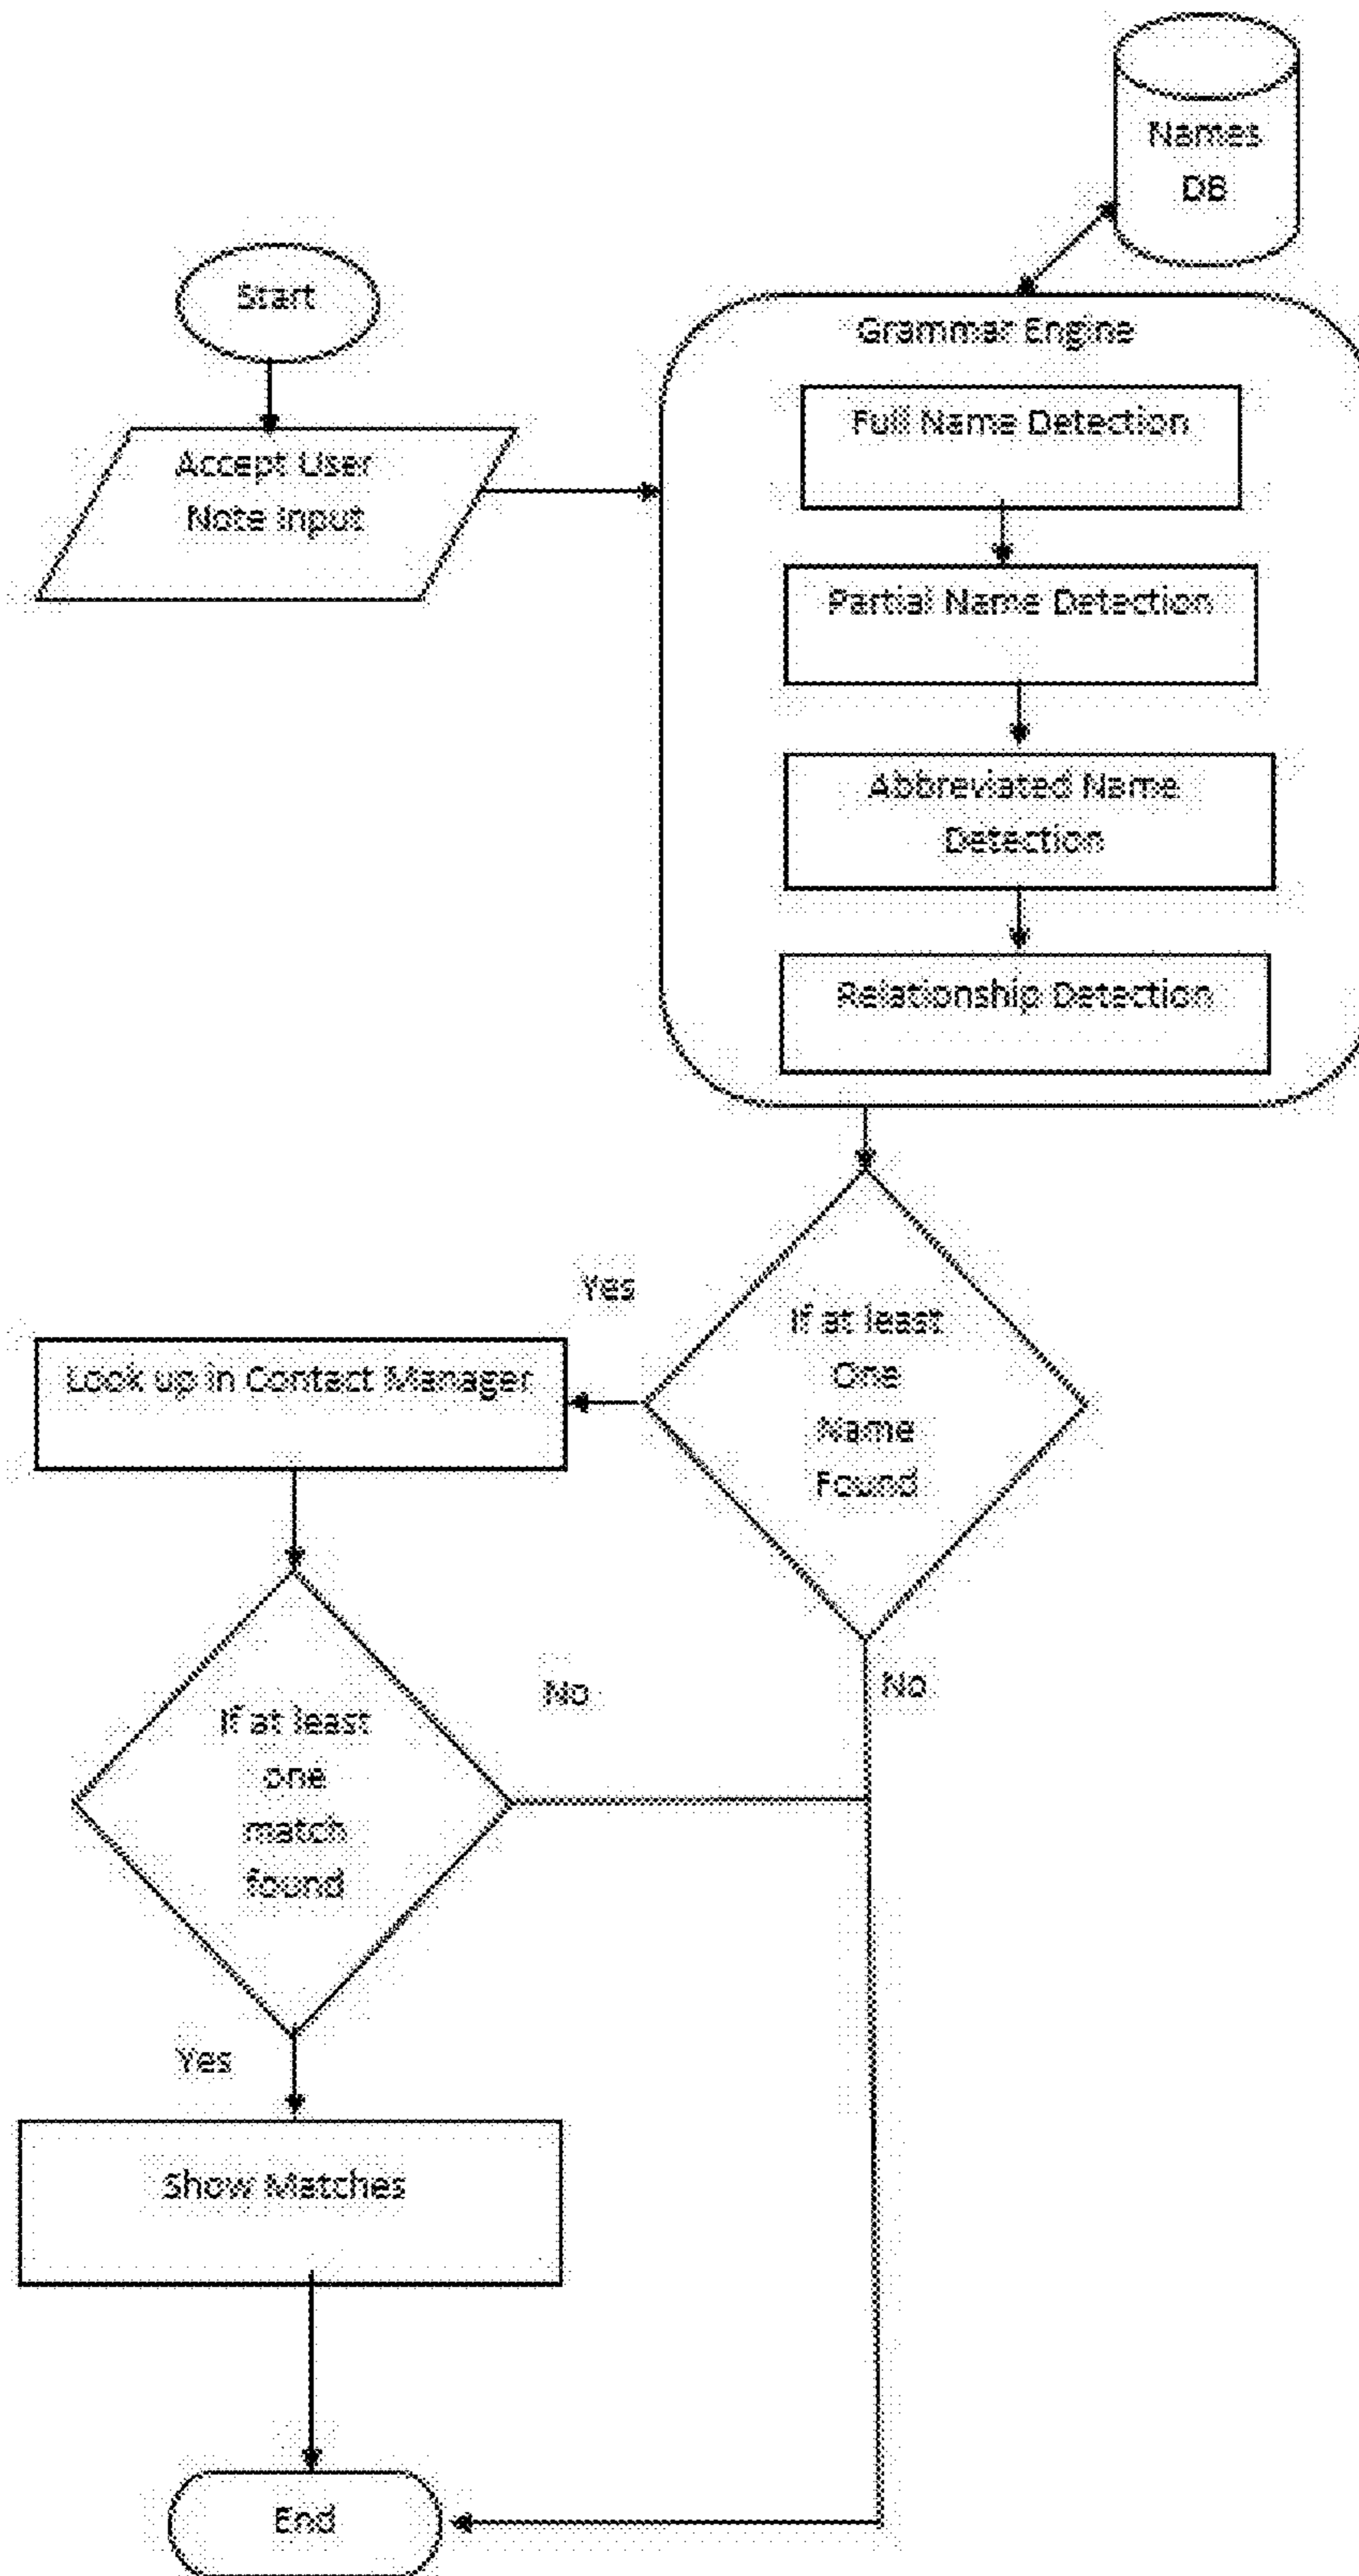 Names
DB
Start
Grammar Engine
Full Name Detection
Accept User
Note Input
Partial Name Detection
Abbreviated Name
Detection
Relationship Detection
Yes
If at least
One
Name
Found
Look up in Contact Manager
No
No
If at least
one
match
found
Yes
Show Matches
End